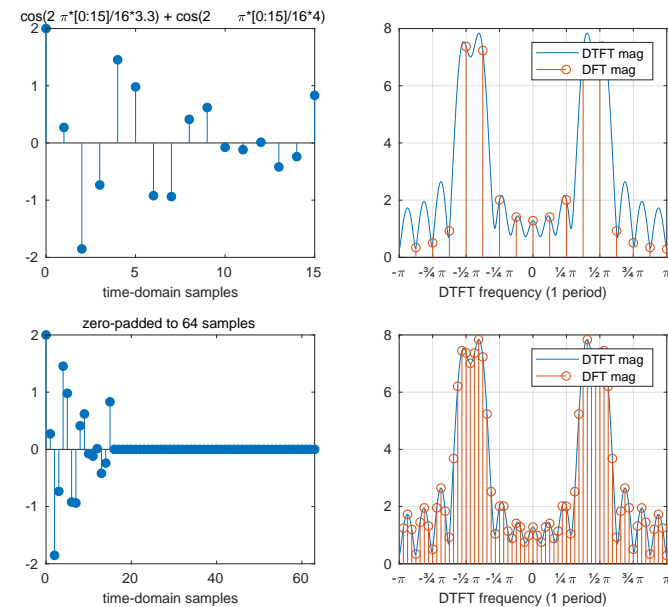 cos(2 π*[0:15]/16*3.3) + cos(2 π*[0:15]/16*4)
2
1
0
-1
-2
0 5 10 15
time-domain samples
8
6
4
2
0
DTFT mag
DFT mag
-π -¾π -½π -¼π 0 ¼π ½π ¾π π
DTFT frequency (1 period)
zero-padded to 64 samples
2
1
0
-1
-2
0 20 40 60
time-domain samples
8
6
4
2
0
DTFT mag
DFT mag
-π -¾π -½π -¼π 0 ¼π ½π ¾π π
DTFT frequency (1 period)